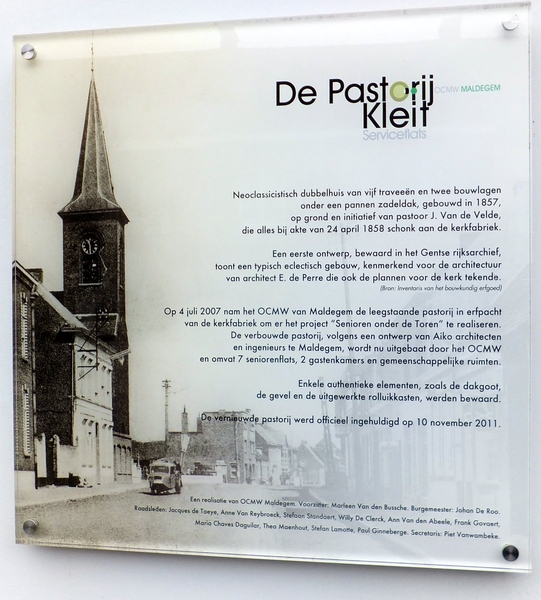 De Pastorij
OCMW MALDEGEM
Kleit
Serviceflats
Neoclassicistisch dubbelhuis van vijf traveeën en twee bouwlagen
onder een pannen zadeldak, gebouwd in 1857,
op grond en initiatief van pastoor J. Van de Velde,
die alles bij akte van 24 april 1858 schonk aan de kerkfabriek.
Een eerste ontwerp, bewaard in het Gentse rijksarchief,
toont een typisch eclectisch gebouw, kenmerkend voor de architectuur
van architect E. de Perre die ook de plannen voor de kerk tekende.
(Bron: Inventaris van het bouwkundig erfgoed)
Op 4 juli 2007 nam het OCMW van Maldegem de leegstaande pastorij in erfpacht
van de kerkfabriek om er het project "Senioren onder de Toren" te realiseren.
De verbouwde pastorij, volgens een ontwerp van Aiko architecten
en ingenieurs te Maldegem, wordt nu uitgebaat door het OCMW
en omvat 7 seniorenflats, 2 gastenkamers en gemeenschappelijke ruimten.
Enkele authentieke elementen, zoals de dakgoot,
de gevel en de uitgewerkte rolluikkasten, werden bewaard.
De vernieuwde pastorij werd officieel ingehuldigd op 10 november 2011.
Een realisatie van OCMW Maldegem. Voorzitter: Marleen Van den Bussche. Burgemeester: Johan De Roo.
Raadsleden: Jacques de Taeye, Anne Van Reybroeck, Stefaan Standaert, Willy De Clerck, Ann Van den Abeele, Frank Govaert,
Maria Chaves Daguilar, Theo Maenhout, Stefan Lamotte, Paul Ginneberge. Secretaris: Piet Vanwambeke.